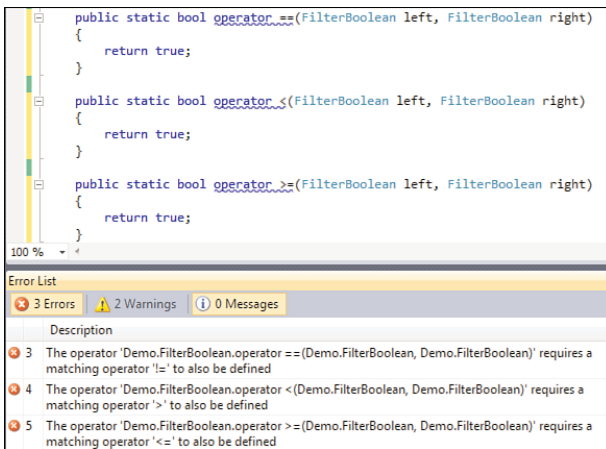 public static bool operator ==(FilterBoolean left, FilterBoolean right)
{
return true;
}
public static bool operator <(FilterBoolean left, FilterBoolean right)
{
return true;
}
public static bool operator >=(FilterBoolean left, FilterBoolean right)
{
return true;
}
100 %
Error List
3 Errors 2 Warnings 0 Messages
Description
3 The operator 'Demo.FilterBoolean.operator ==(Demo.FilterBoolean, Demo.FilterBoolean)' requires a
matching operator '!=' to also be defined
4 The operator 'Demo.FilterBoolean.operator <(Demo.FilterBoolean, Demo.FilterBoolean)' requires a
matching operator '>' to also be defined
5 The operator 'Demo.FilterBoolean.operator >=(Demo.FilterBoolean, Demo.FilterBoolean)' requires a
matching operator '<=' to also be defined